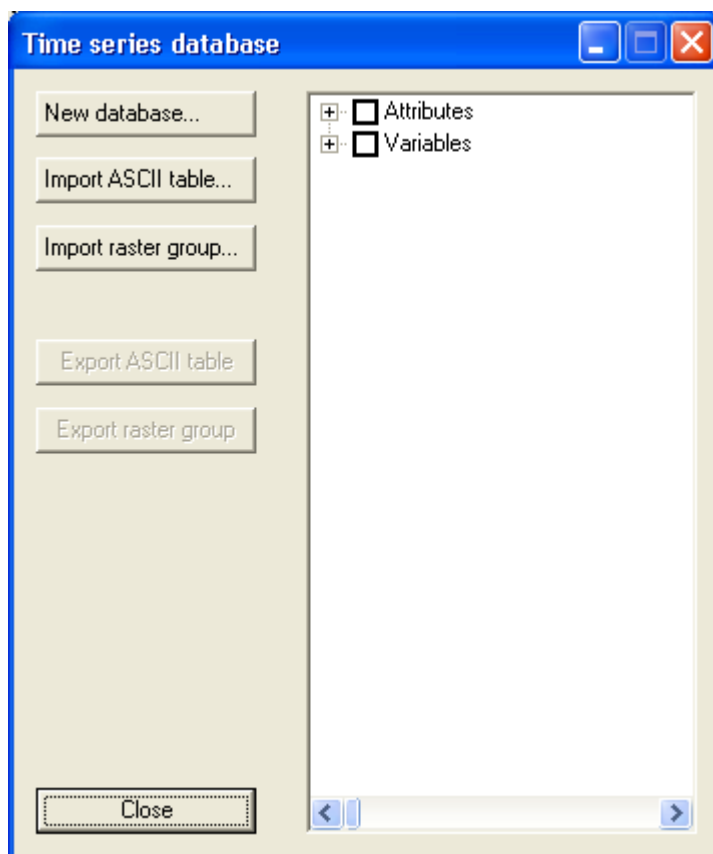 Time series database
New database...
Import ASCII table...
Import raster group...
Export ASCII table
Export raster group
Close
Attributes
Variables